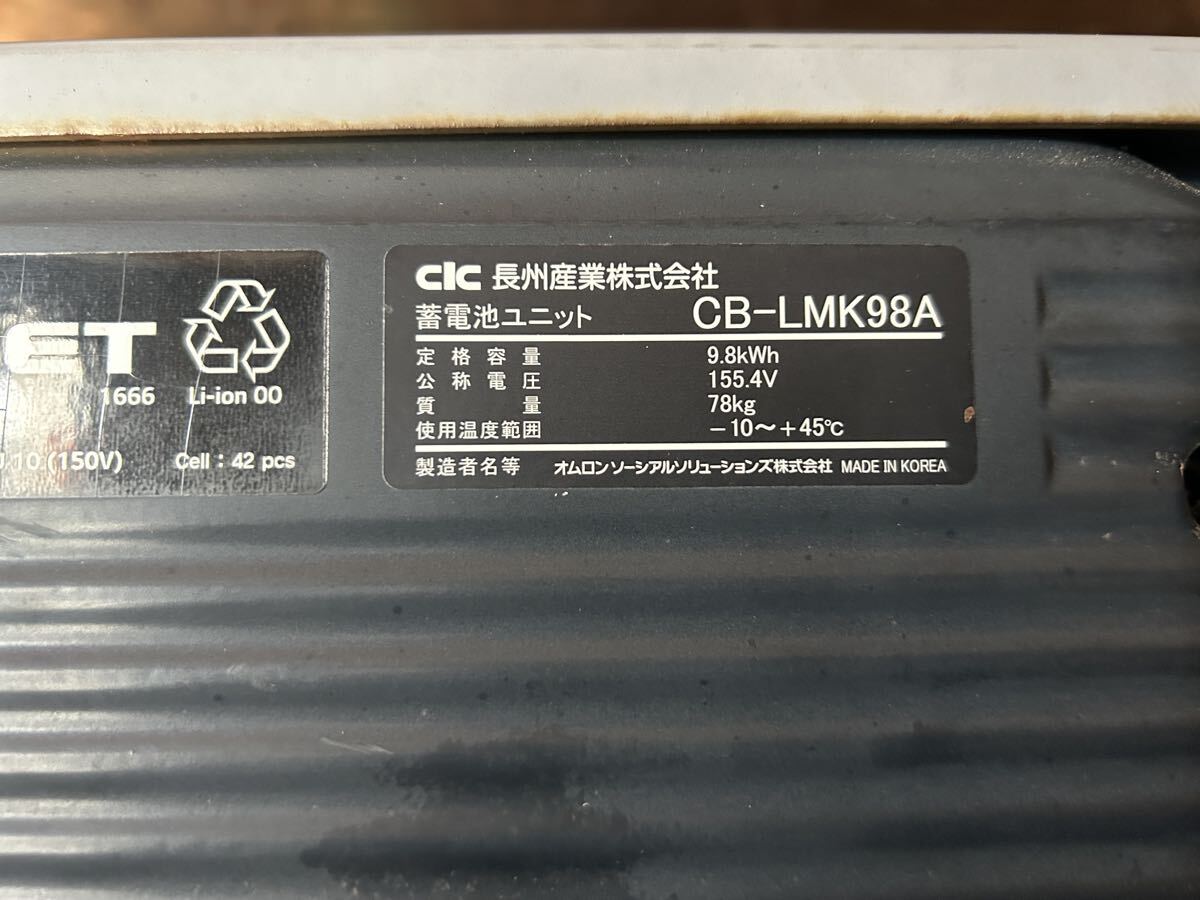 CIC 長州産業株式会社
蓄電池ユニット CB-LMK98A
定格容量 9.8kWh
公称電圧 155.4V
質量 78kg
使用温度範囲 -10~+45℃
製造者名等 オムロンソーシアルソリューションズ株式会社 MADE IN KOREA
ET
1666 Li-ion 00
10 (150V) Cell : 42 pcs